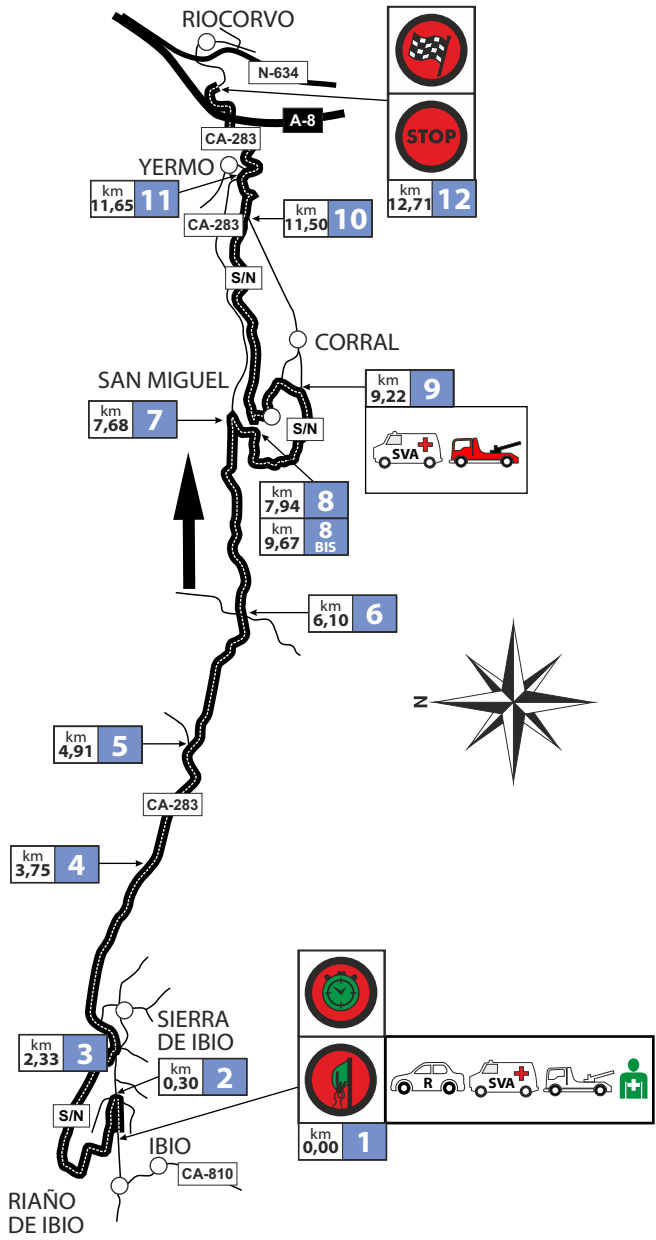 RIOCORVO
N-634
A-8
CA-283
STOP
km
12,71
12
YERMO
km
11,65
11
CA-283
km
11,50
10
S/N
CORRAL
SAN MIGUEL
km
9,22
9
km
7,68
7
S/N
SVA
km
7,94
8
km
9,67
8
BIS
km
6,10
6
N
km
4,91
5
CA-283
km
3,75
4
SIERRA
DE IBIO
km
2,33
3
km
0,30
2
R
SVA
S/N
km
0,00
1
IBIO
CA-810
RIAÑO
DE IBIO